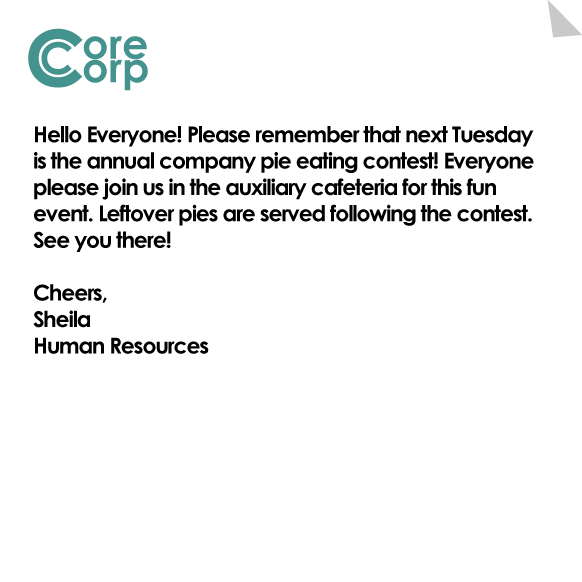 Core
Corp
Hello Everyone! Please remember that next Tuesday
is the annual company pie eating contest! Everyone
please join us in the auxiliary cafeteria for this fun
event. Leftover pies are served following the contest.
See you there!
Cheers,
Sheila
Human Resources